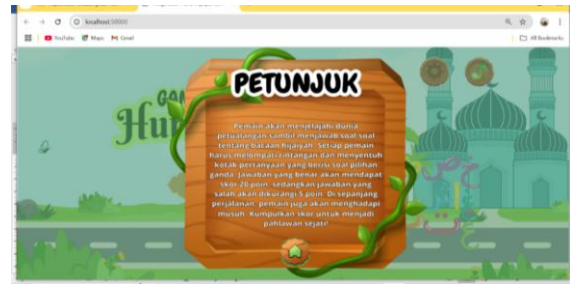 localhost:50000
YouTube Maps Gmail All Bookmarks
GAM
Hur
PETUNJUK
Pemain akan menjelajahi dunia
petualangan sambil menjawab soal-soal
tentang bacaan hijaiyah. Setiap pemain
harus melompati rintangan dan menyentuh
kotak pertanyaan yang berisi soal pilihan
ganda. Jawaban yang benar akan mendapat
skor 20 poin, sedangkan jawaban yang
salah akan dikurangi 5 poin. Di sepanjang
perjalanan, pemain juga akan menghadapi
musuh. Kumpulkan skor untuk menjadi
pahlawan sejati!